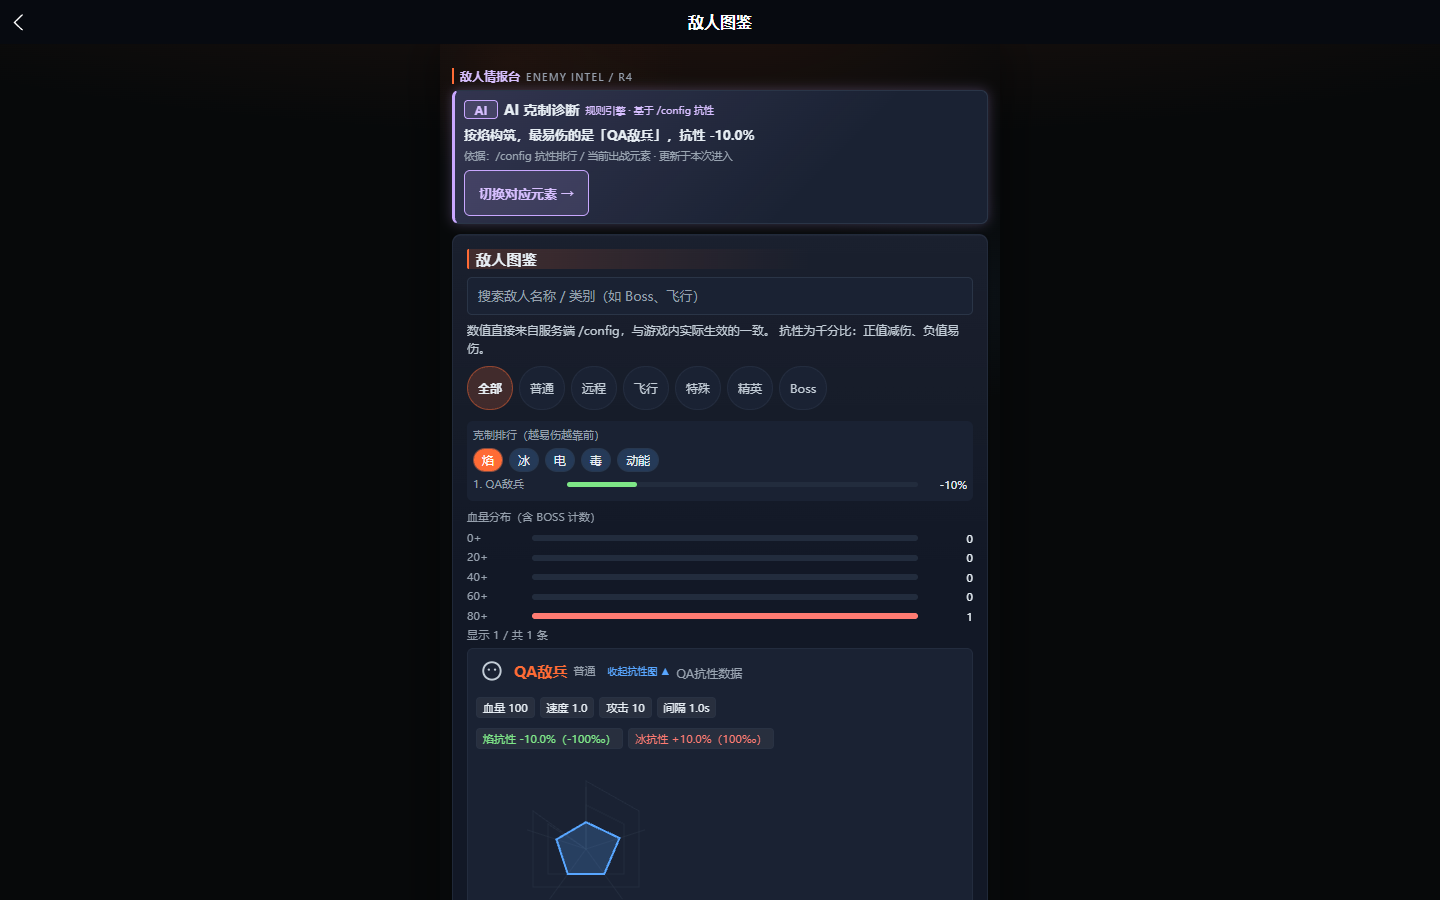 敌人图鉴
敌人情报台 ENEMY INTEL / R4
AI AI 克制诊断 规则引擎 · 基于 /config 抗性
按焰构筑，最易伤的是「QA敌兵」，抗性 -10.0%
依据：/config 抗性排行 / 当前出战元素 · 更新于本次进入
切换对应元素 →
敌人图鉴
搜索敌人名称 / 类别（如 Boss、飞行）
数值直接来自服务端 /config，与游戏内实际生效的一致。 抗性为千分比：正值减伤、负值易
伤。
全部 普通 远程 飞行 特殊 精英 Boss
克制排行（越易伤越靠前）
焰 冰 电 毒 动能
1. QA敌兵 -10%
血量分布（含 BOSS 计数）
0+ 0
20+ 0
40+ 0
60+ 0
80+ 1
显示 1 / 共 1 条
QA敌兵 普通 收起抗性图 ▲ QA抗性数据
血量 100 速度 1.0 攻击 10 间隔 1.0s
焰抗性 -10.0%（-100‰） 冰抗性 +10.0%（100‰）